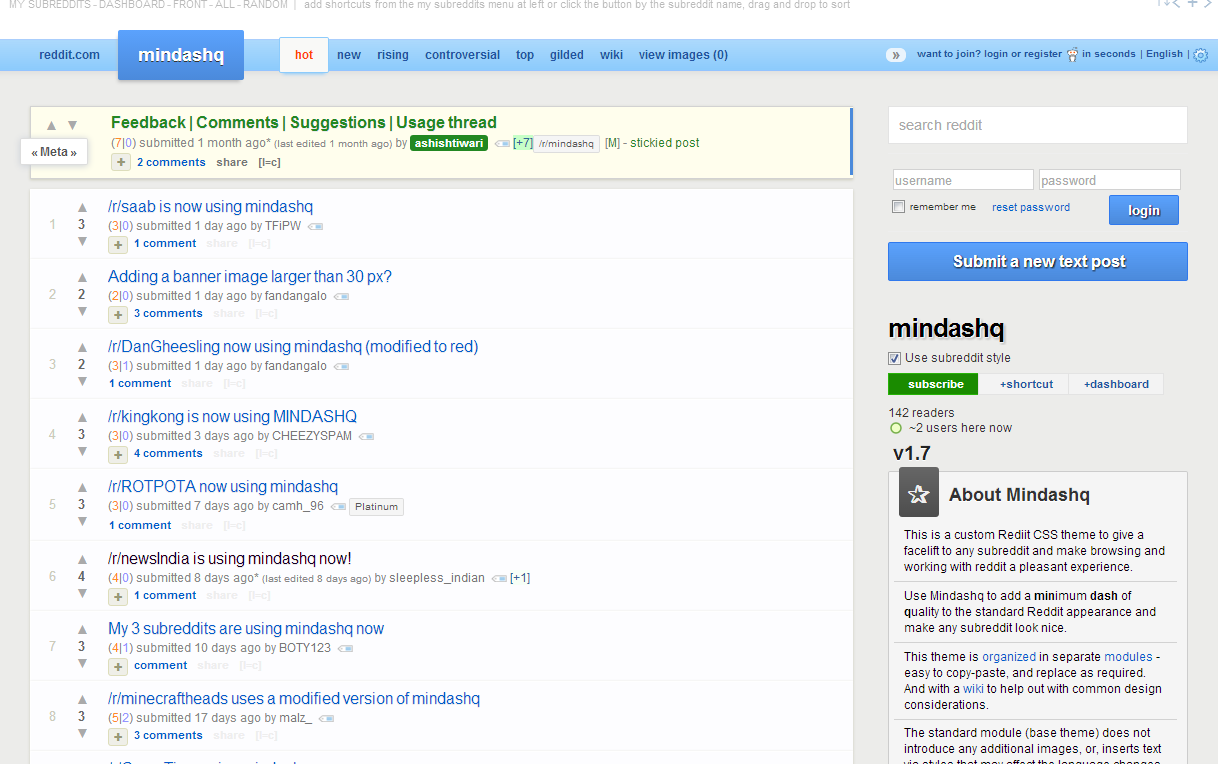 MY SUBREDDITS - DASHBOARD - FRONT - ALL - RANDOM | add shortcuts from the my subreddits menu at left or click the button by the subreddit name, drag and drop to sort
reddit.com mindashq hot new rising controversial top gilded wiki view images (0) » want to join? login or register in seconds | English |
Feedback | Comments | Suggestions | Usage thread
(7|0) submitted 1 month ago* (last edited 1 month ago) by ashishtiwari [+7] /r/mindashq [M] - stickied post
« Meta »
+ 2 comments share [l=c]
1 3 /r/saab is now using mindashq
(3|0) submitted 1 day ago by TFiPW
+ 1 comment share [l=c]
2 2 Adding a banner image larger than 30 px?
(2|0) submitted 1 day ago by fandangalo
+ 3 comments share [l=c]
3 2 /r/DanGheesling now using mindashq (modified to red)
(3|1) submitted 1 day ago by fandangalo
1 comment share [l=c]
4 3 /r/kingkong is now using MINDASHQ
(3|0) submitted 3 days ago by CHEEZYSPAM
+ 4 comments share [l=c]
5 3 /r/ROTPOTA now using mindashq
(3|0) submitted 7 days ago by camh_96 Platinum
1 comment share [l=c]
6 4 /r/newsIndia is using mindashq now!
(4|0) submitted 8 days ago* (last edited 8 days ago) by sleepless_indian [+1]
+ 1 comment share [l=c]
7 3 My 3 subreddits are using mindashq now
(4|1) submitted 10 days ago by BOTY123
+ comment share [l=c]
8 3 /r/minecraftheads uses a modified version of mindashq
(5|2) submitted 17 days ago by malz_
+ 3 comments share [l=c]
search reddit
username password
remember me reset password login
Submit a new text post
mindashq
Use subreddit style
subscribe +shortcut +dashboard
142 readers
~2 users here now
v1.7
About Mindashq
This is a custom Rediit CSS theme to give a
facelift to any subreddit and make browsing and
working with reddit a pleasant experience.
Use Mindashq to add a minimum dash of
quality to the standard Reddit appearance and
make any subreddit look nice.
This theme is organized in separate modules -
easy to copy-paste, and replace as required.
And with a wiki to help out with common design
considerations.
The standard module (base theme) does not
introduce any additional images, or, inserts text